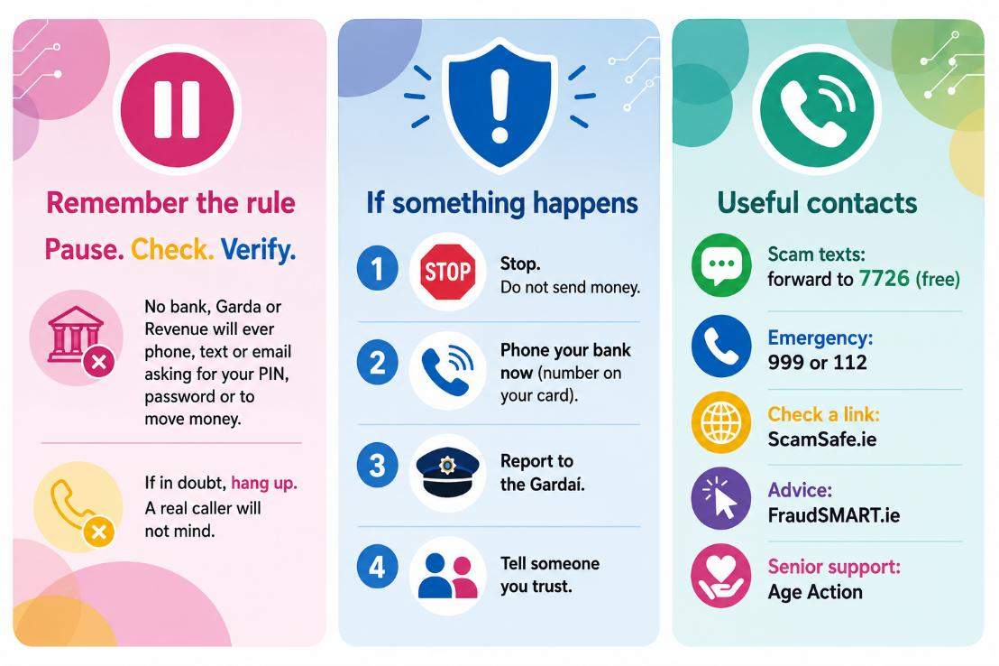 Remember the rule
Pause. Check. Verify.
No bank, Garda or
Revenue will ever
phone, text or email
asking for your PIN,
password or to
move money.
If in doubt, hang up.
A real caller will
not mind.
If something happens
1
STOP
Stop.
Do not send money.
2
Phone your bank
now (number on
your card).
3
Report to
the Gardaí.
4
Tell someone
you trust.
Useful contacts
Scam texts:
forward to 7726 (free)
Emergency:
999 or 112
Check a link:
ScamSafe.ie
Advice:
FraudSMART.ie
Senior support:
Age Action